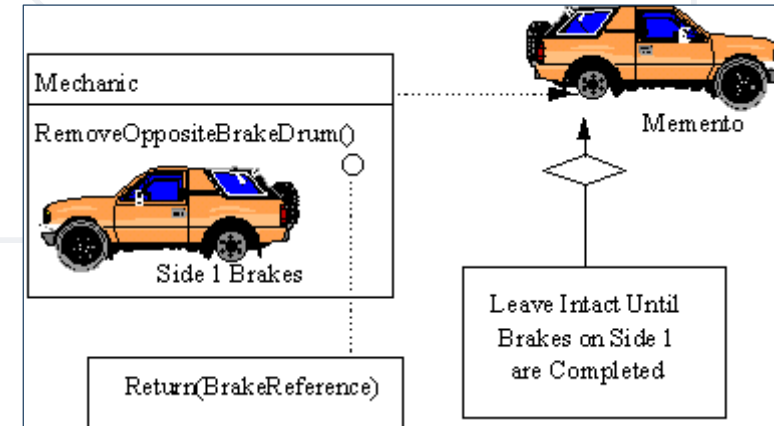 Mechanic
RemoveOppositeBrakeDrum()
Side 1 Brakes
Memento
Leave Intact Until
Brakes on Side 1
are Completed
Return(BrakeReference)